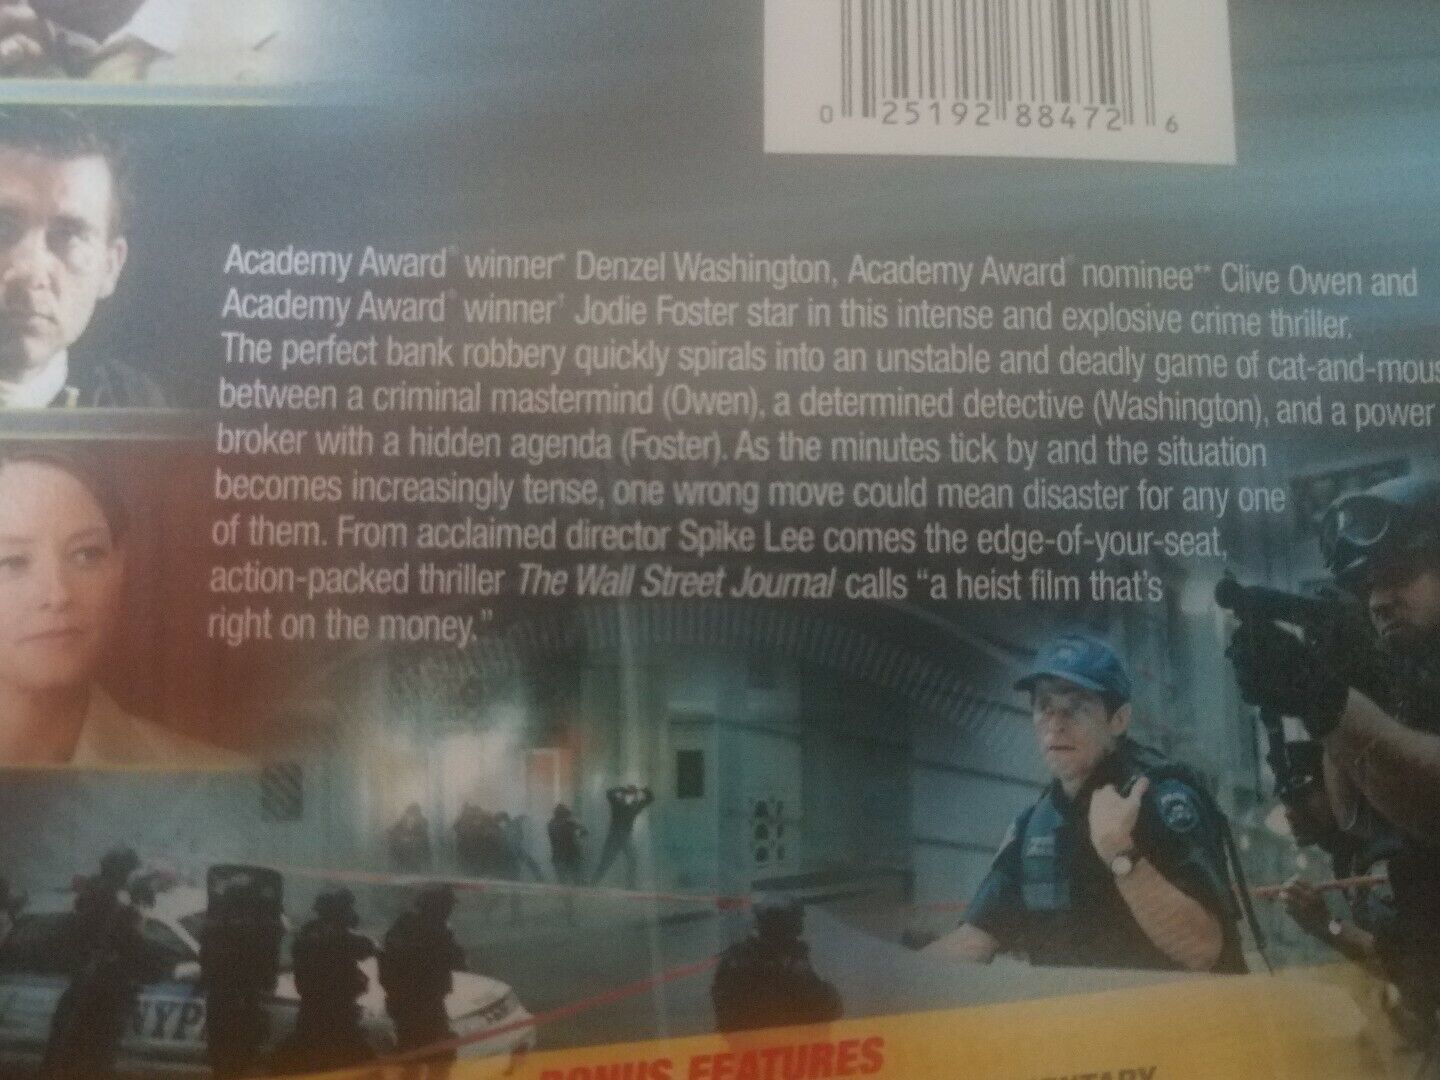 0 25192 88472 6
Academy Award® winner* Denzel Washington, Academy Award® nominee** Clive Owen and
Academy Award® winner† Jodie Foster star in this intense and explosive crime thriller.
The perfect bank robbery quickly spirals into an unstable and deadly game of cat-and-mous
between a criminal mastermind (Owen), a determined detective (Washington), and a power
broker with a hidden agenda (Foster). As the minutes tick by and the situation
becomes increasingly tense, one wrong move could mean disaster for any one
of them. From acclaimed director Spike Lee comes the edge-of-your-seat,
action-packed thriller The Wall Street Journal calls “a heist film that’s
right on the money.”
NYP
BONUS FEATURES